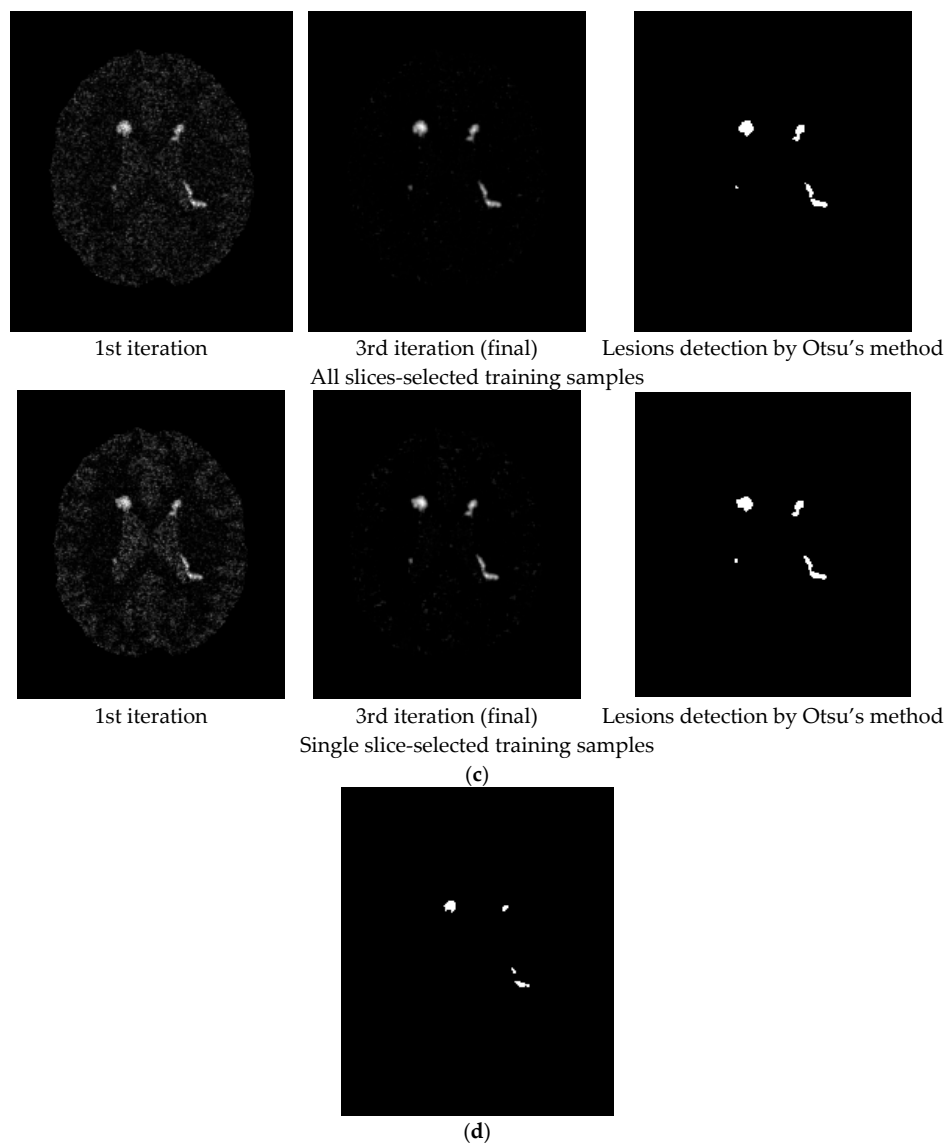 1st iteration 3rd iteration (final) Lesions detection by Otsu’s method
All slices-selected training samples
1st iteration 3rd iteration (final) Lesions detection by Otsu’s method
Single slice-selected training samples
(c)
(d)